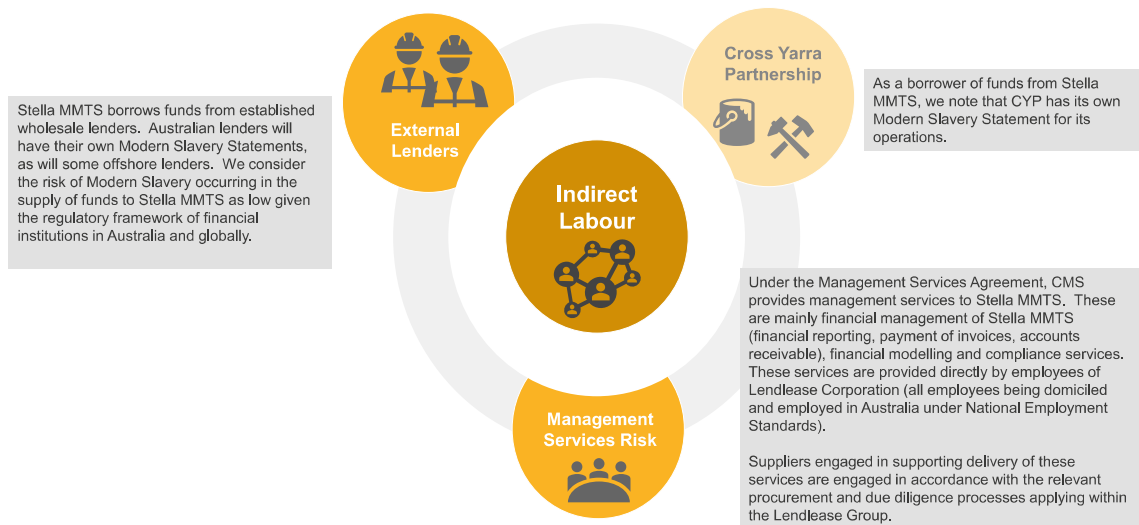 Stella MMTS borrows funds from established
wholesale lenders.  Australian lenders will
have their own Modern Slavery Statements,
as will some offshore lenders.  We consider
the risk of Modern Slavery occurring in the
supply of funds to Stella MMTS as low given
the regulatory framework of financial
institutions in Australia and globally.
External
Lenders
Cross Yarra
Partnership
As a borrower of funds from Stella
MMTS, we note that CYP has its own
Modern Slavery Statement for its
operations.
Indirect
Labour
Management
Services Risk
Under the Management Services Agreement, CMS
provides management services to Stella MMTS.  These
are mainly financial management of Stella MMTS
(financial reporting, payment of invoices, accounts
receivable), financial modelling and compliance services.
These services are provided directly by employees of
Lendlease Corporation (all employees being domiciled
and employed in Australia under National Employment
Standards).
Suppliers engaged in supporting delivery of these
services are engaged in accordance with the relevant
procurement and due diligence processes applying within
the Lendlease Group.